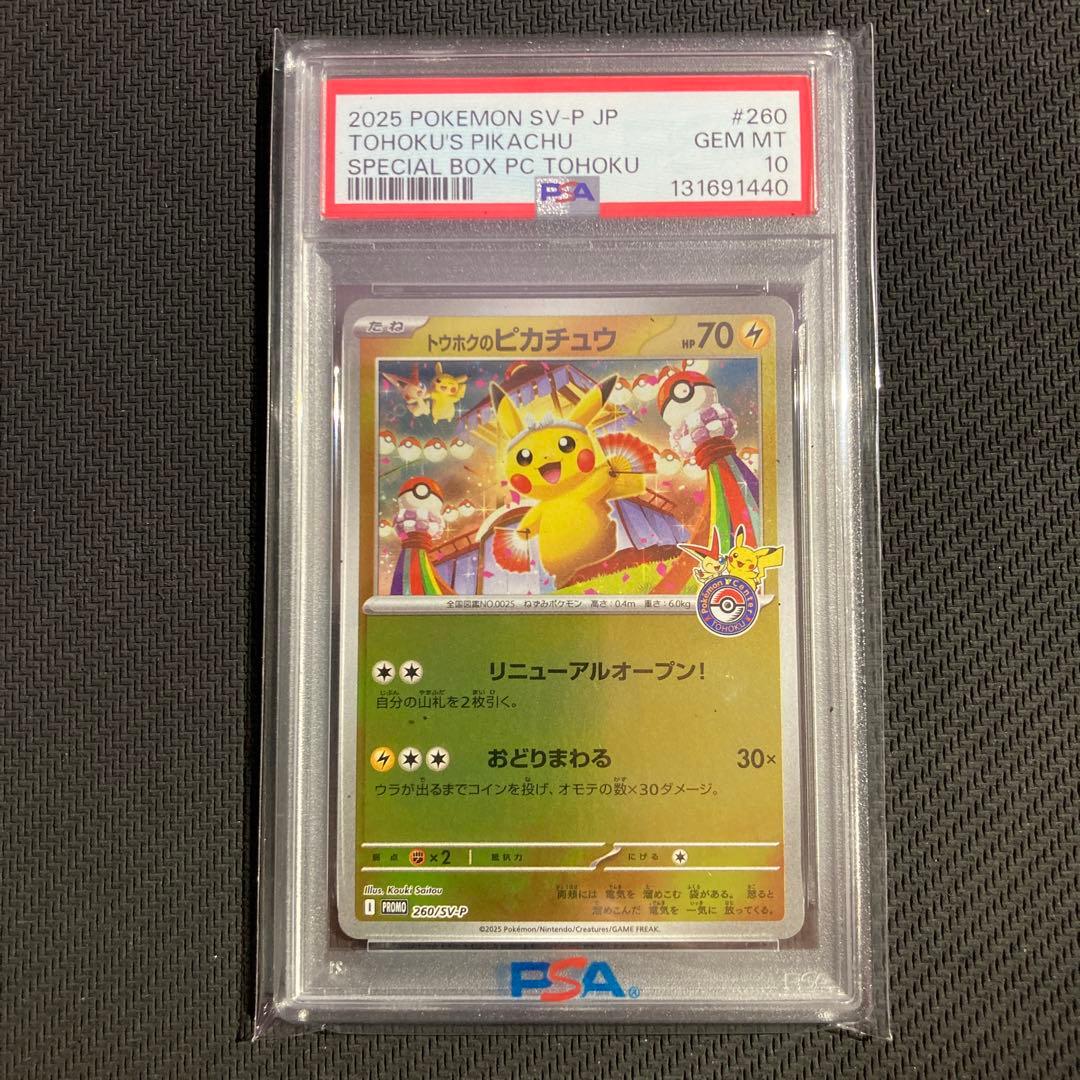 2025 POKEMON SV-P JP #260
TOHOKU'S PIKACHU GEM MT
SPECIAL BOX PC TOHOKU 10
PSA 131691440
たね
トウホクのピカチュウ HP 70
Pokémon Center
TOHOKU
全国図鑑NO.0025 ねずみポケモン 高さ:0.4m 重さ:6.0kg
リニューアルオープン!
自分の山札を2枚引く。
おどりまわる 30×
ウラが出るまでコインを投げ、オモテの数×30ダメージ。
弱点 ×2 抵抗力 にげる
Illus. Kouki Saitou
両頬には 電気を 溜めこむ 袋がある。 怒ると
溜めこんだ 電気を 一気に 放ってくる。
I PROMO 260/SV-P
©2025 Pokémon/Nintendo/Creatures/GAME FREAK.
PSA®